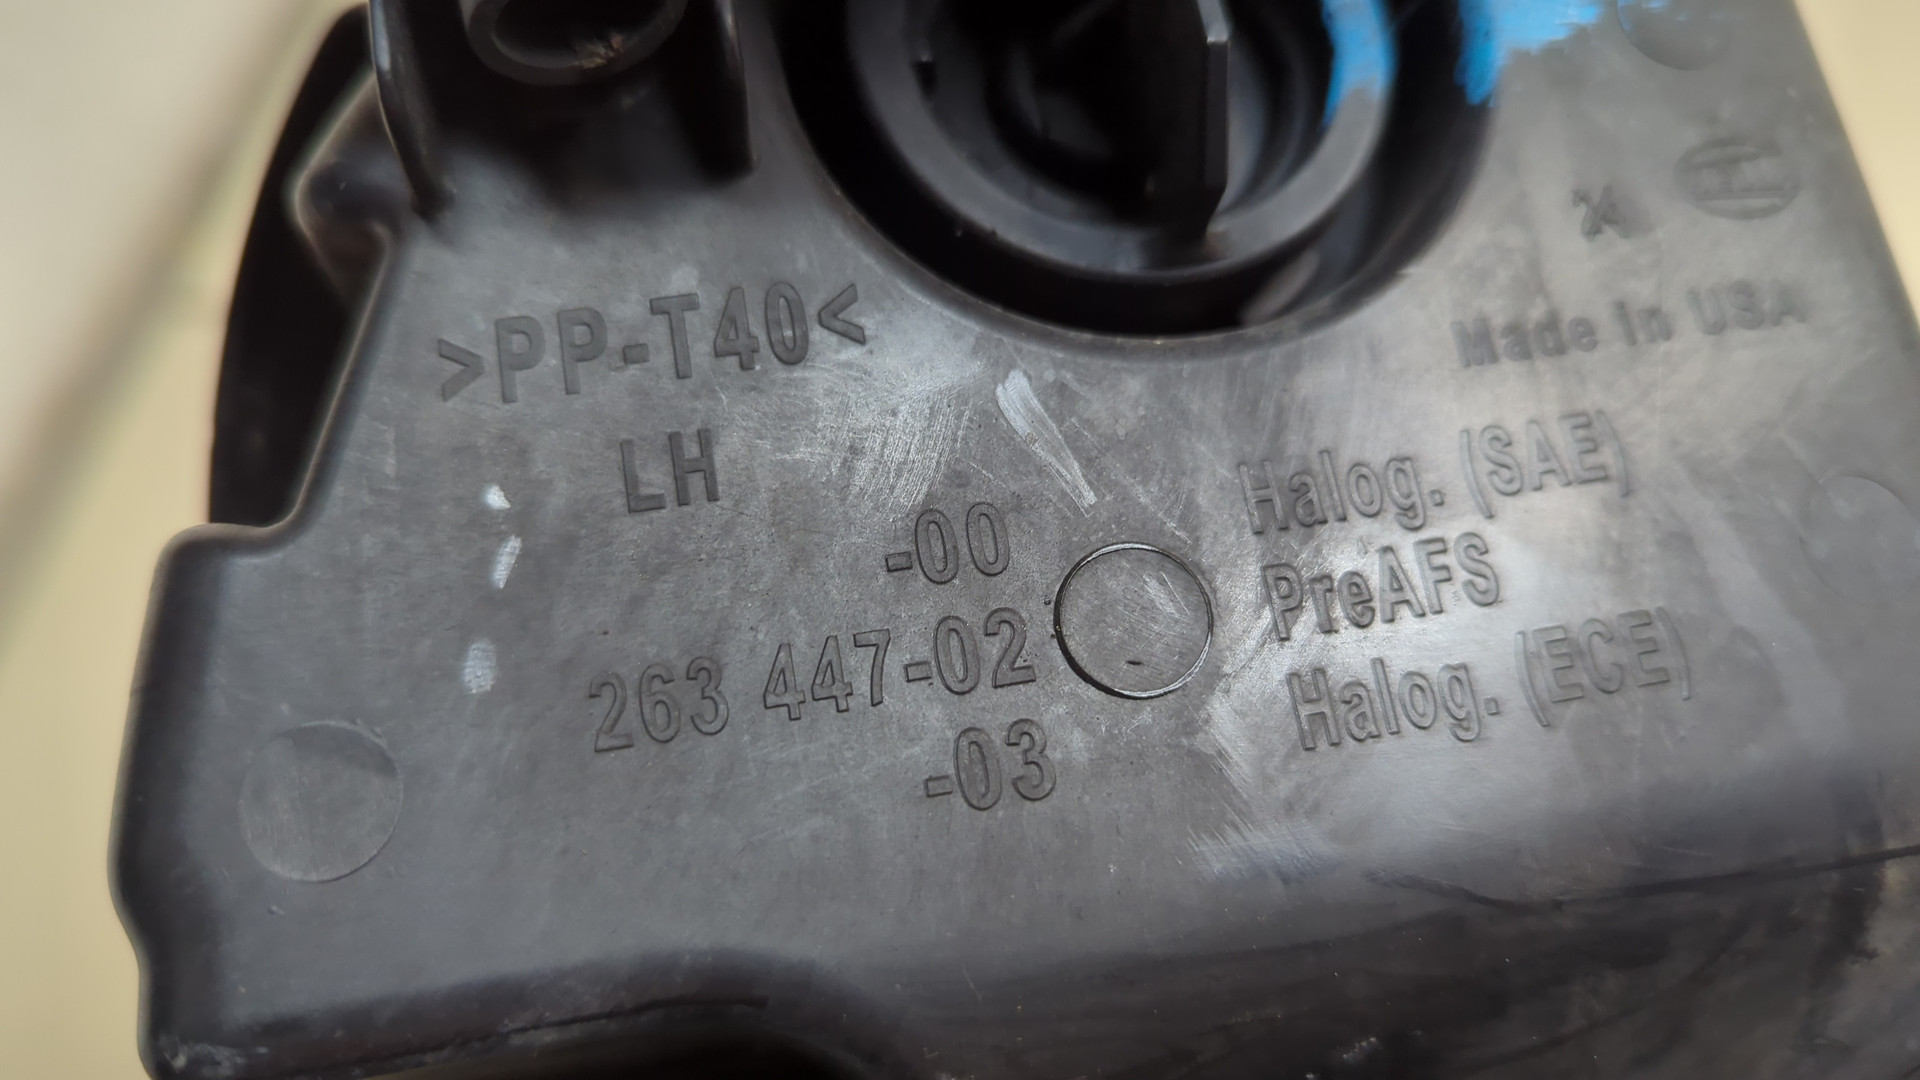 >PP-T40<
LH
Made in USA
-00 Halog. (SAE)
263 447-02 PreAFS
-03 Halog. (ECE)